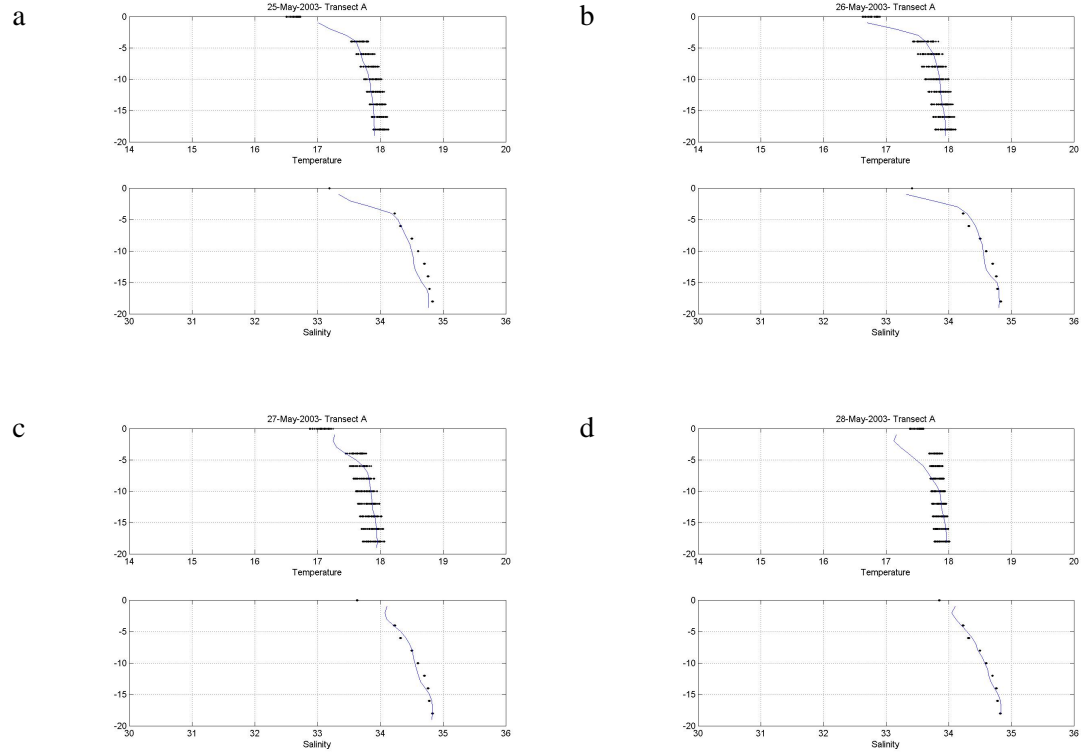 a
25-May-2003- Transect A
0
-5
-10
-15
-20
14 15 16 17 18 19 20
Temperature
0
-5
-10
-15
-20
30 31 32 33 34 35 36
Salinity
b
26-May-2003- Transect A
0
-5
-10
-15
-20
14 15 16 17 18 19 20
Temperature
0
-5
-10
-15
-20
30 31 32 33 34 35 36
Salinity
c
27-May-2003- Transect A
0
-5
-10
-15
-20
14 15 16 17 18 19 20
Temperature
0
-5
-10
-15
-20
30 31 32 33 34 35 36
Salinity
d
28-May-2003- Transect A
0
-5
-10
-15
-20
14 15 16 17 18 19 20
Temperature
0
-5
-10
-15
-20
30 31 32 33 34 35 36
Salinity